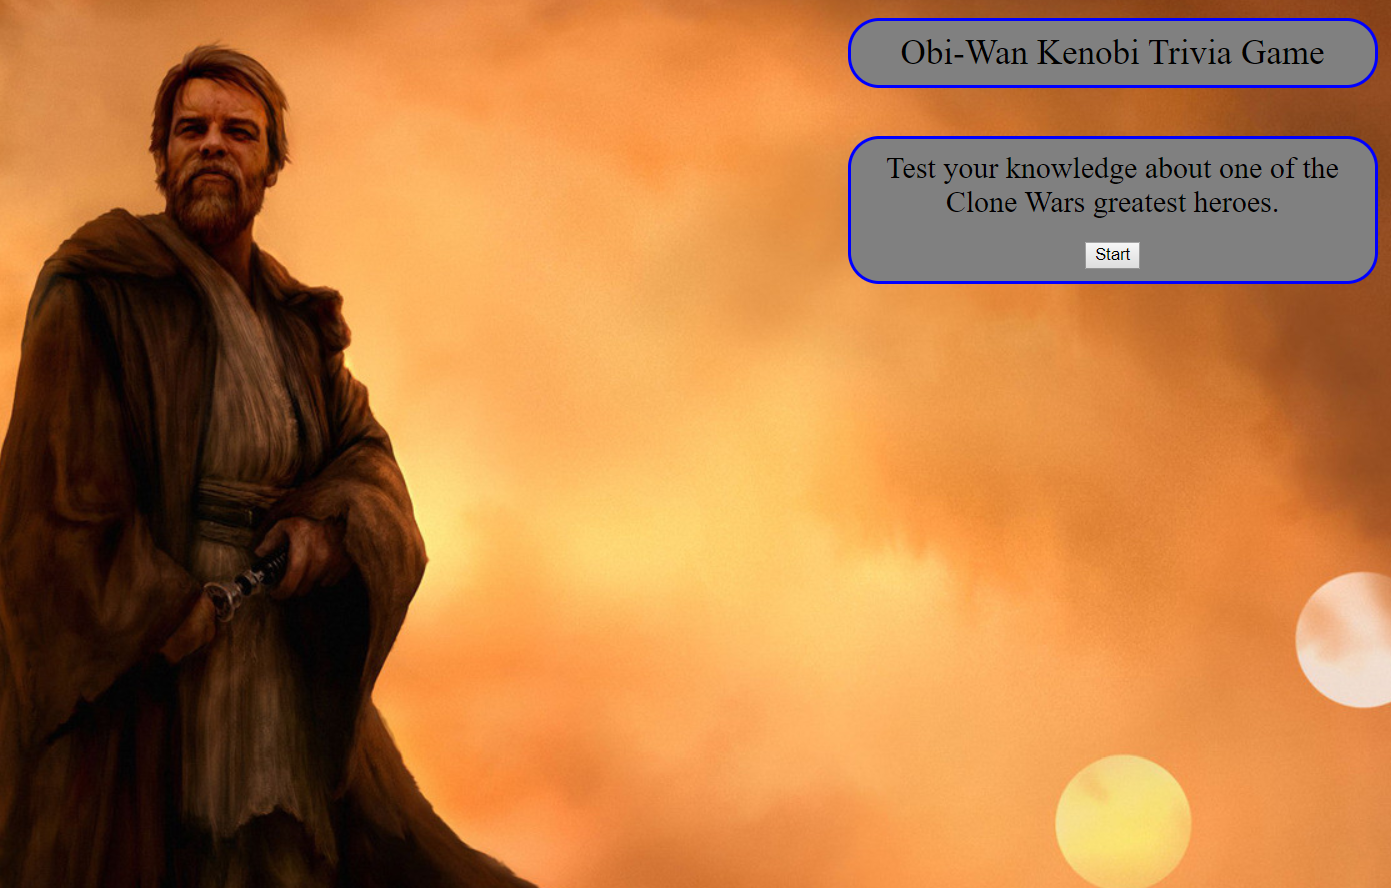 Obi-Wan Kenobi Trivia Game
Test your knowledge about one of the
Clone Wars greatest heroes.
Start